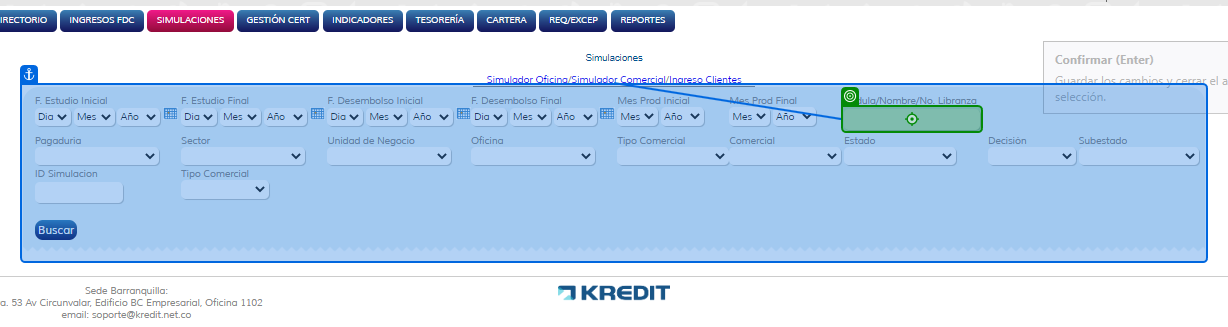 IRECTORIO INGRESOS FDC SIMULACIONES GESTIÓN CERT INDICADORES TESORERÍA CARTERA REQ/EXCEP REPORTES
Simulaciones
Confirmar (Enter)
Simulador Oficina/Simulador Comercial/Ingreso Clientes
Guardar los cambios y cerrar el a
selección.
F. Estudio Inicial F. Estudio Final F. Desembolso Inicial F. Desembolso Final Mes Prod Inicial Mes Prod Final dula/Nombre/No. Libranza
Dia Mes Año Dia Mes Año Dia Mes Año Dia Mes Año Mes Año Mes Año
Pagaduria Sector Unidad de Negocio Oficina Tipo Comercial Comercial Estado Decisión Subestado
ID Simulacion Tipo Comercial
Buscar
Sede Barranquilla:
a. 53 Av Circunvalar, Edificio BC Empresarial, Oficina 1102
email: soporte@kredit.net.co
KREDIT